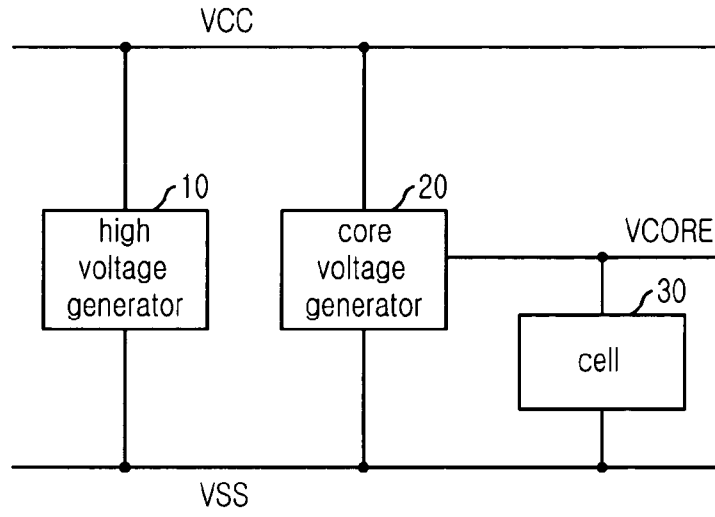 VCC
10
high
voltage
generator
20
core
voltage
generator
VCORE
30
cell
VSS